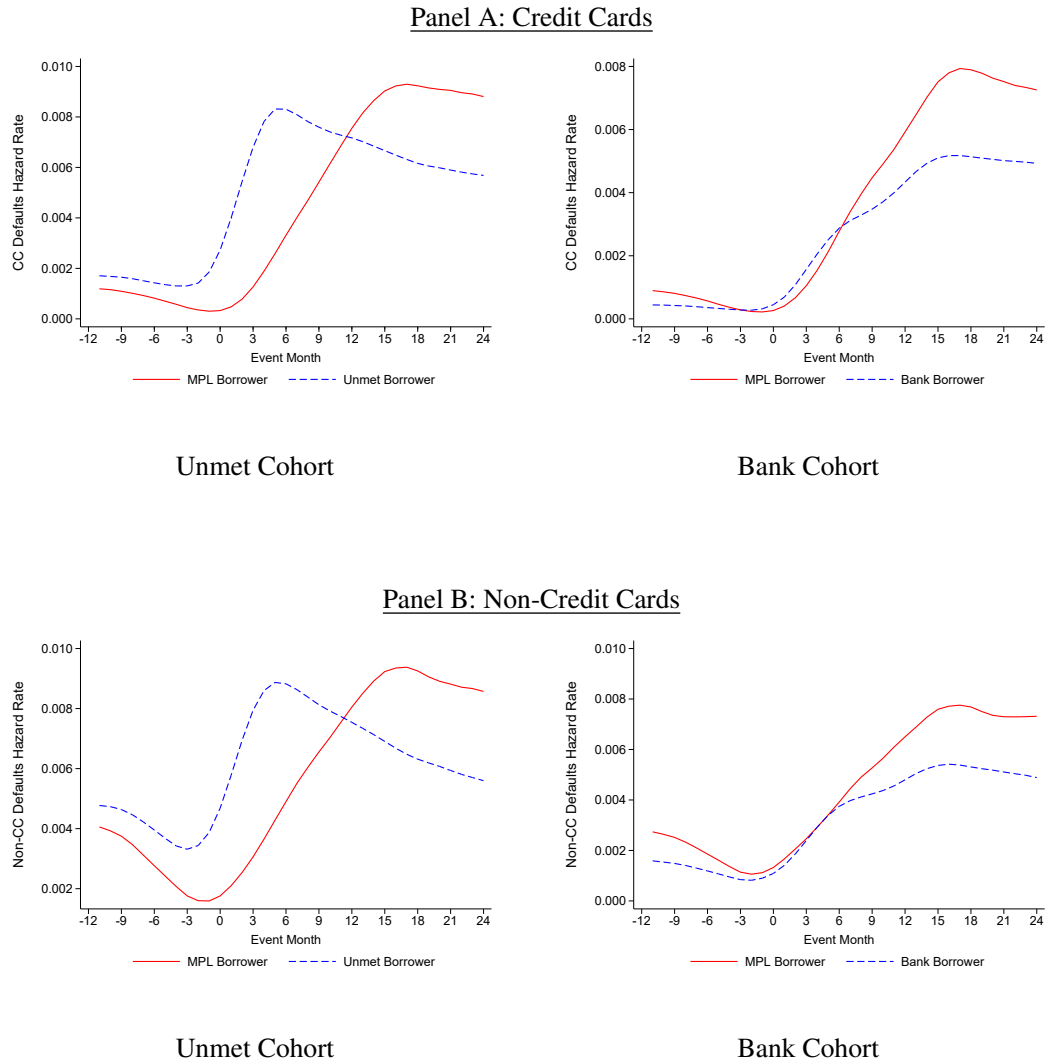 Panel A: Credit Cards
CC Defaults Hazard Rate
0.010
0.008
0.006
0.004
0.002
0.000
-12 -9 -6 -3 0 3 6 9 12 15 18 21 24
Event Month
MPL Borrower Unmet Borrower
Unmet Cohort
CC Defaults Hazard Rate
0.008
0.006
0.004
0.002
0.000
-12 -9 -6 -3 0 3 6 9 12 15 18 21 24
Event Month
MPL Borrower Bank Borrower
Bank Cohort
Panel B: Non-Credit Cards
Non-CC Defaults Hazard Rate
0.010
0.008
0.006
0.004
0.002
-12 -9 -6 -3 0 3 6 9 12 15 18 21 24
Event Month
MPL Borrower Unmet Borrower
Unmet Cohort
Non-CC Defaults Hazard Rate
0.010
0.008
0.006
0.004
0.002
0.000
-12 -9 -6 -3 0 3 6 9 12 15 18 21 24
Event Month
MPL Borrower Bank Borrower
Bank Cohort